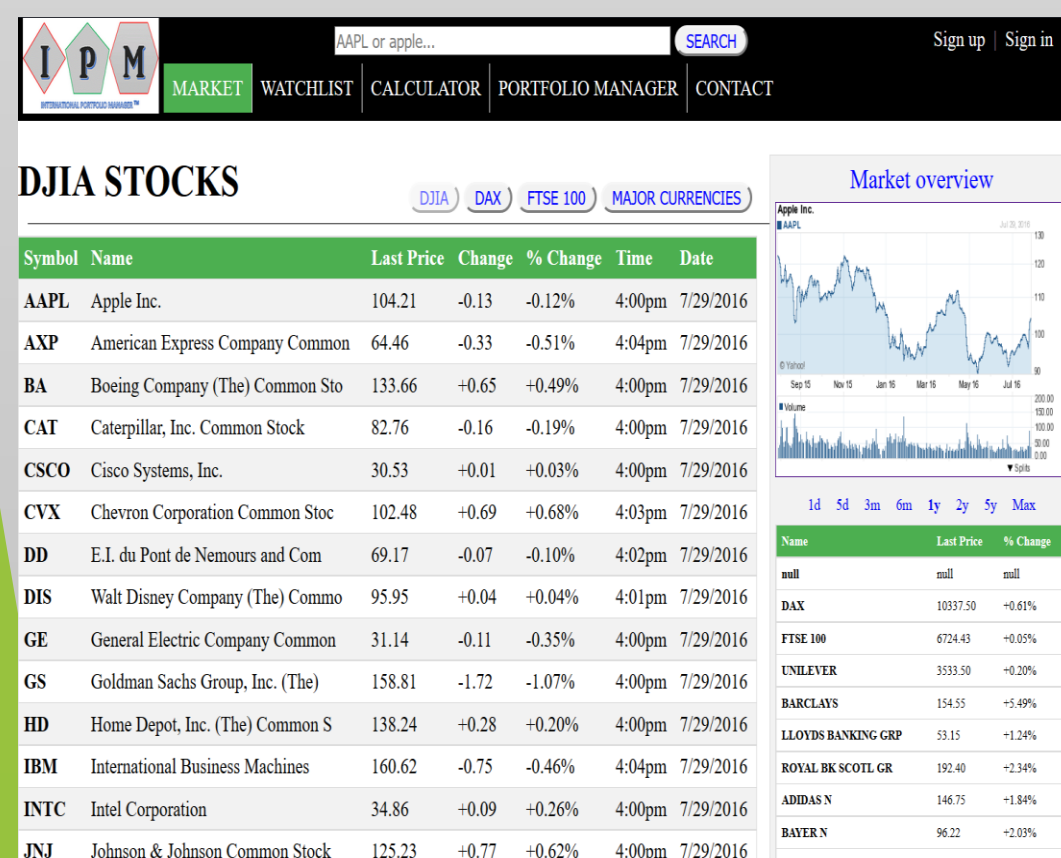 I P M
INTERNATIONAL PORTFOLIO MANAGER ™
AAPL or apple...
SEARCH
Sign up | Sign in
MARKET WATCHLIST CALCULATOR PORTFOLIO MANAGER CONTACT
DJIA STOCKS
DJIA DAX FTSE 100 MAJOR CURRENCIES
Symbol Name Last Price Change % Change Time Date
AAPL Apple Inc. 104.21 -0.13 -0.12% 4:00pm 7/29/2016
AXP American Express Company Common 64.46 -0.33 -0.51% 4:04pm 7/29/2016
BA Boeing Company (The) Common Sto 133.66 +0.65 +0.49% 4:00pm 7/29/2016
CAT Caterpillar, Inc. Common Stock 82.76 -0.16 -0.19% 4:00pm 7/29/2016
CSCO Cisco Systems, Inc. 30.53 +0.01 +0.03% 4:00pm 7/29/2016
CVX Chevron Corporation Common Stoc 102.48 +0.69 +0.68% 4:03pm 7/29/2016
DD E.I. du Pont de Nemours and Com 69.17 -0.07 -0.10% 4:02pm 7/29/2016
DIS Walt Disney Company (The) Commo 95.95 +0.04 +0.04% 4:01pm 7/29/2016
GE General Electric Company Common 31.14 -0.11 -0.35% 4:00pm 7/29/2016
GS Goldman Sachs Group, Inc. (The) 158.81 -1.72 -1.07% 4:00pm 7/29/2016
HD Home Depot, Inc. (The) Common S 138.24 +0.28 +0.20% 4:00pm 7/29/2016
IBM International Business Machines 160.62 -0.75 -0.46% 4:04pm 7/29/2016
INTC Intel Corporation 34.86 +0.09 +0.26% 4:00pm 7/29/2016
JNJ Johnson & Johnson Common Stock 125.23 +0.77 +0.62% 4:00pm 7/29/2016
Market overview
Apple Inc.
AAPL Jul 29, 2016
130
120
110
100
90
© Yahoo!
Sep 15 Nov 15 Jan 16 Mar 16 May 16 Jul 16
Volume
200.00
150.00
100.00
50.00
0.00
▼ Splits
1d 5d 3m 6m 1y 2y 5y Max
Name Last Price % Change
null null null
DAX 10337.50 +0.61%
FTSE 100 6724.43 +0.05%
UNILEVER 3533.50 +0.20%
BARCLAYS 154.55 +5.49%
LLOYDS BANKING GRP 53.15 +1.24%
ROYAL BK SCOTL GR 192.40 +2.34%
ADIDAS N 146.75 +1.84%
BAYER N 96.22 +2.03%